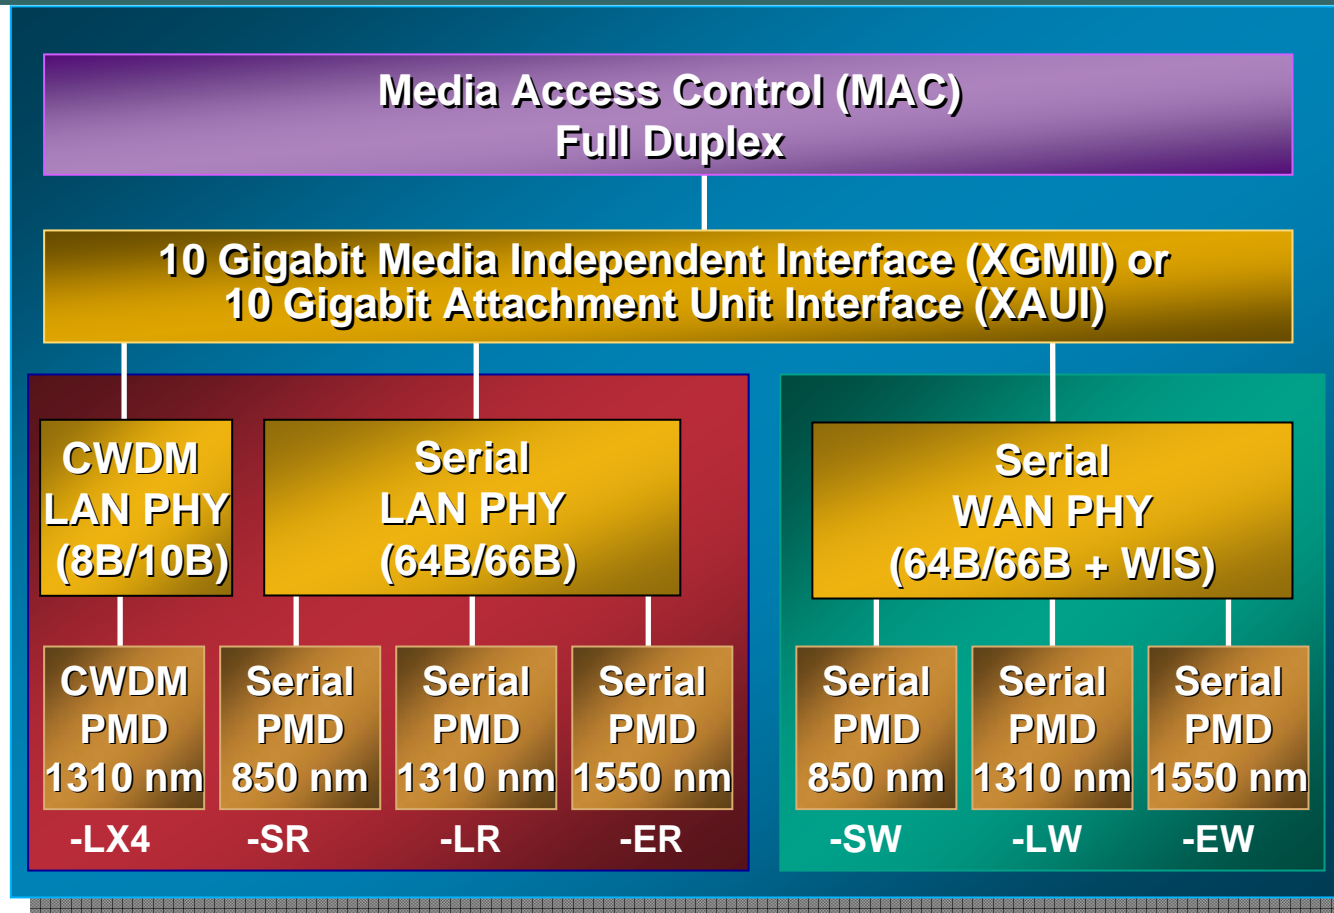 Media Access Control (MAC)
Full Duplex
10 Gigabit Media Independent Interface (XGMII) or
10 Gigabit Attachment Unit Interface (XAUI)
CWDM
LAN PHY
(8B/10B)
Serial
LAN PHY
(64B/66B)
Serial
WAN PHY
(64B/66B + WIS)
CWDM
PMD
1310 nm
Serial
PMD
850 nm
Serial
PMD
1310 nm
Serial
PMD
1550 nm
Serial
PMD
850 nm
Serial
PMD
1310 nm
Serial
PMD
1550 nm
-LX4
-SR
-LR
-ER
-SW
-LW
-EW